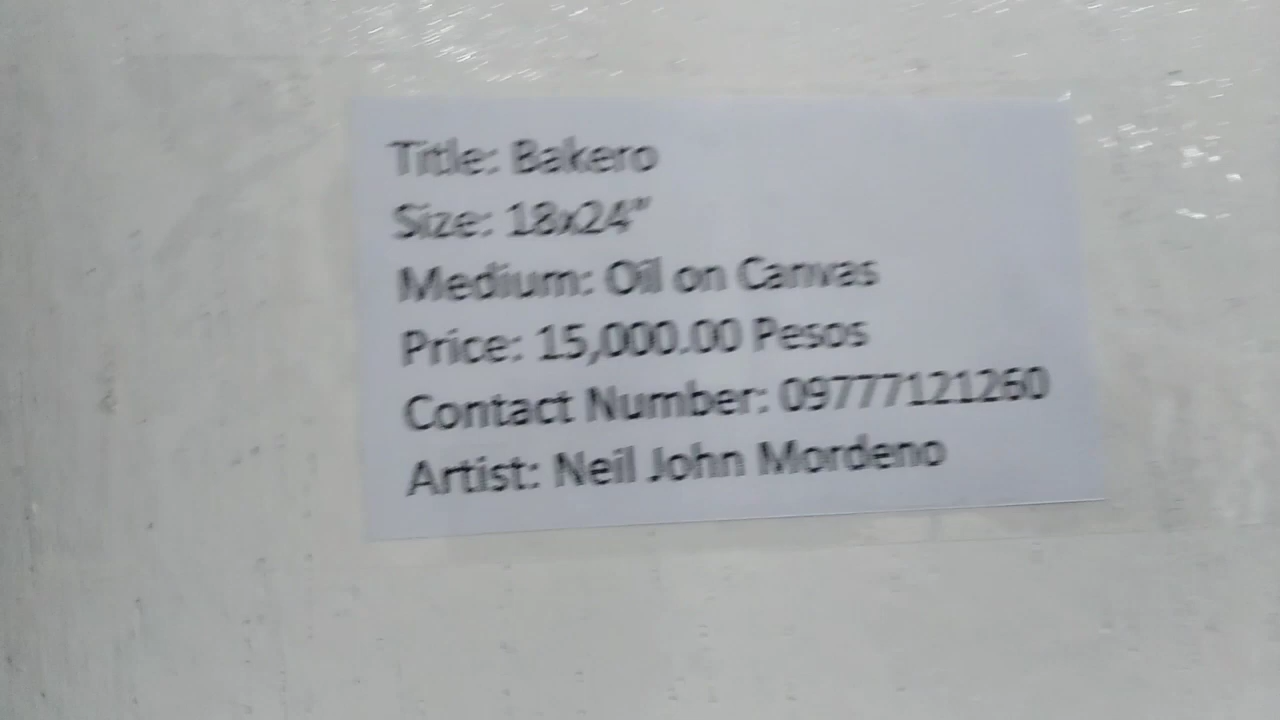 Title: Bakero
Size: 18x24"
Medium: Oil on Canvas
Price: 15,000.00 Pesos
Contact Number: 09777121260
Artist: Neil John Mordeno